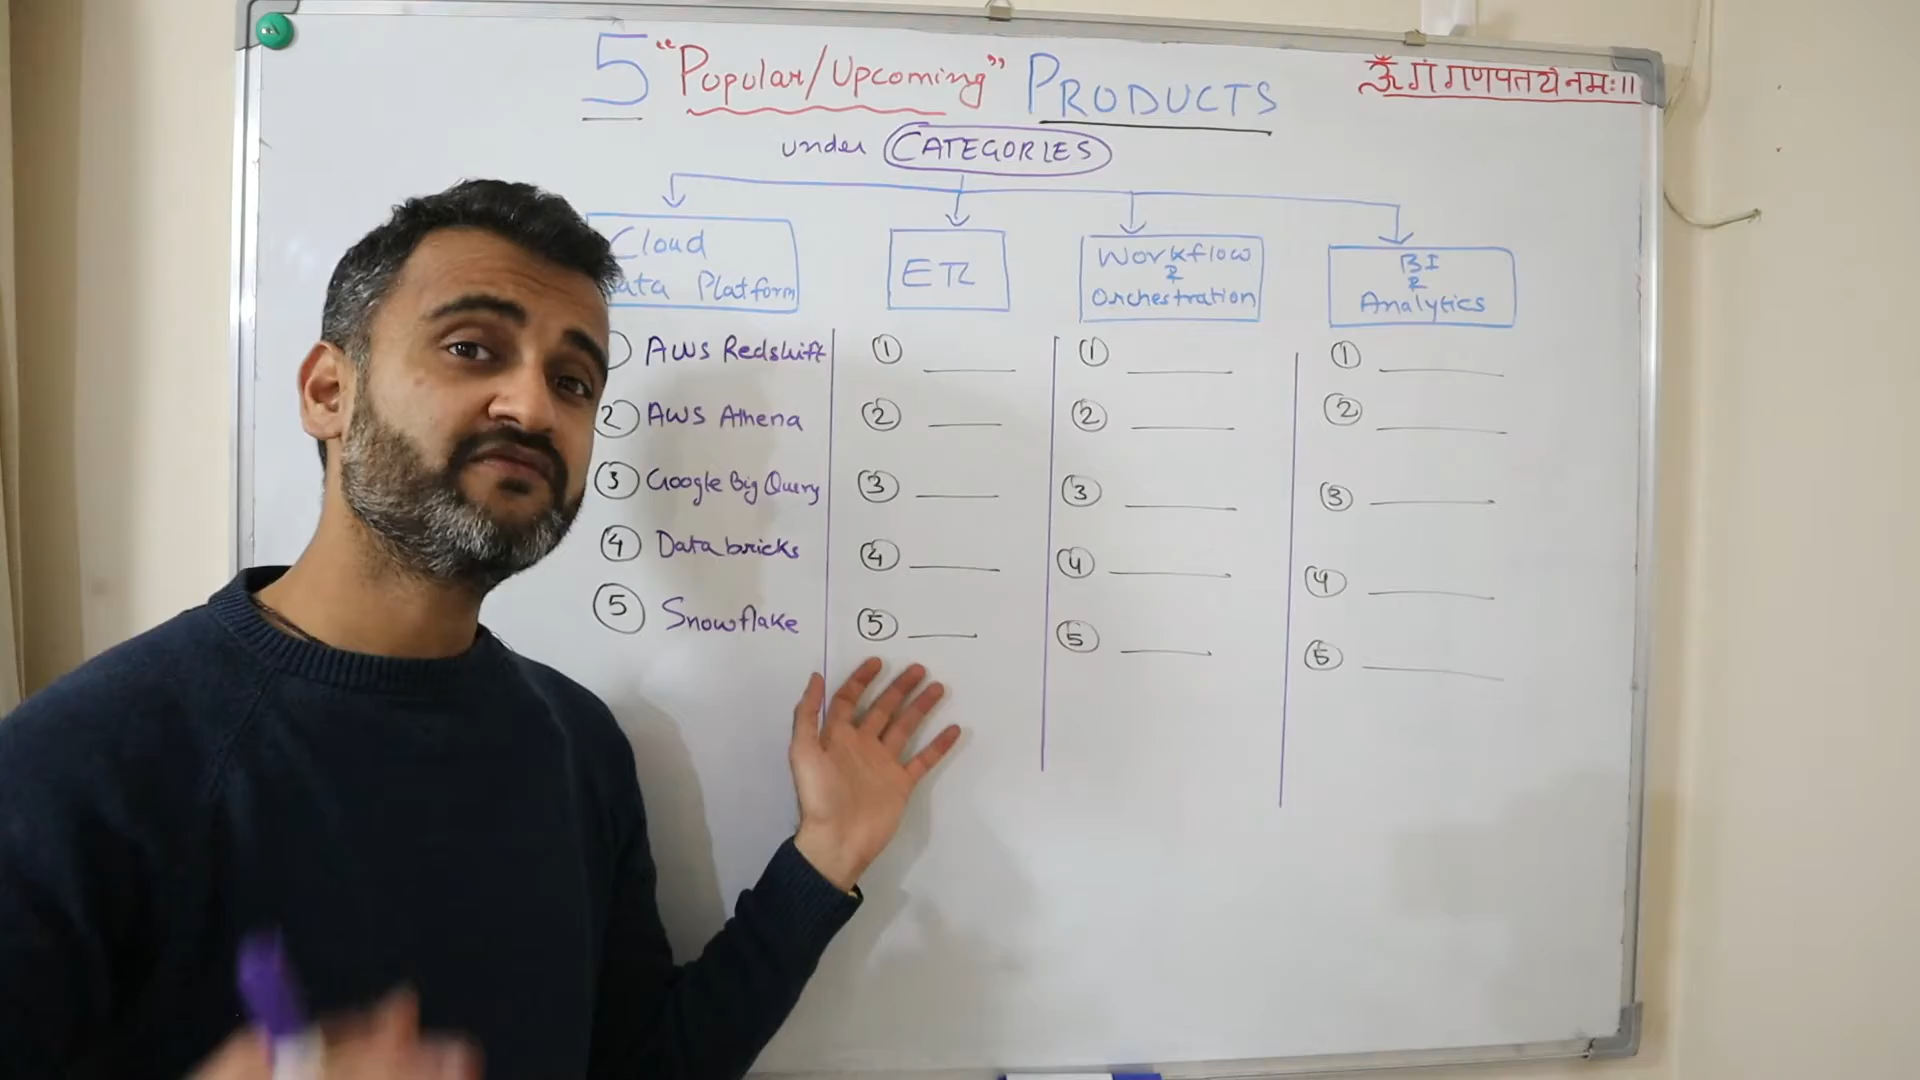 5 "Popular/Upcoming" PRODUCTS
ॐ गं गणपतये नमः।।
under CATEGORIES
Cloud
ata Platform
ETL
Workflow
&
Orchestration
BI
&
Analytics
AWS Redshift
2 AWS Athena
3 Google Big Query
4 Databricks
5 Snowflake
1
2
3
4
5
1
2
3
4
5
1
2
3
4
5